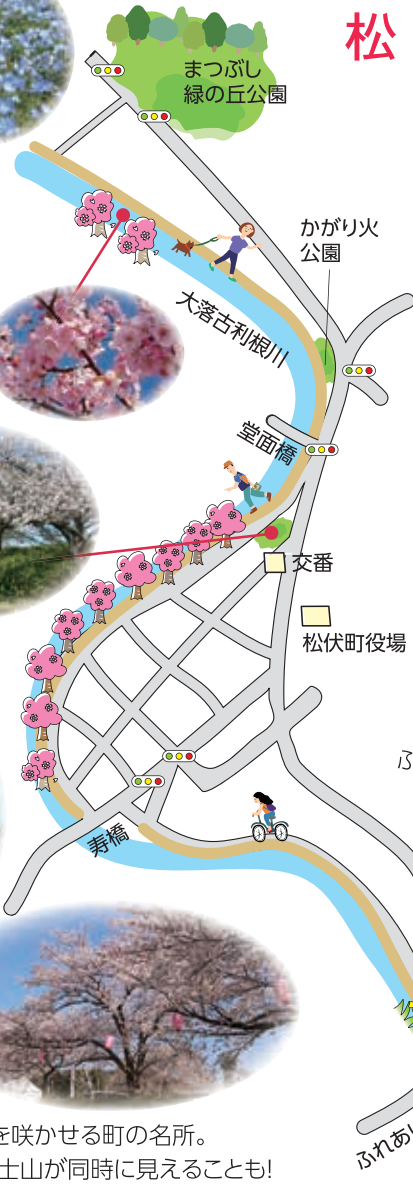 松
まつぶし
緑の丘公園
かがり火
公園
大落古利根川
堂面橋
交番
松伏町役場
ふ
寿橋
を咲かせる町の名所。
士山が同時に見えることも!
ふれあい